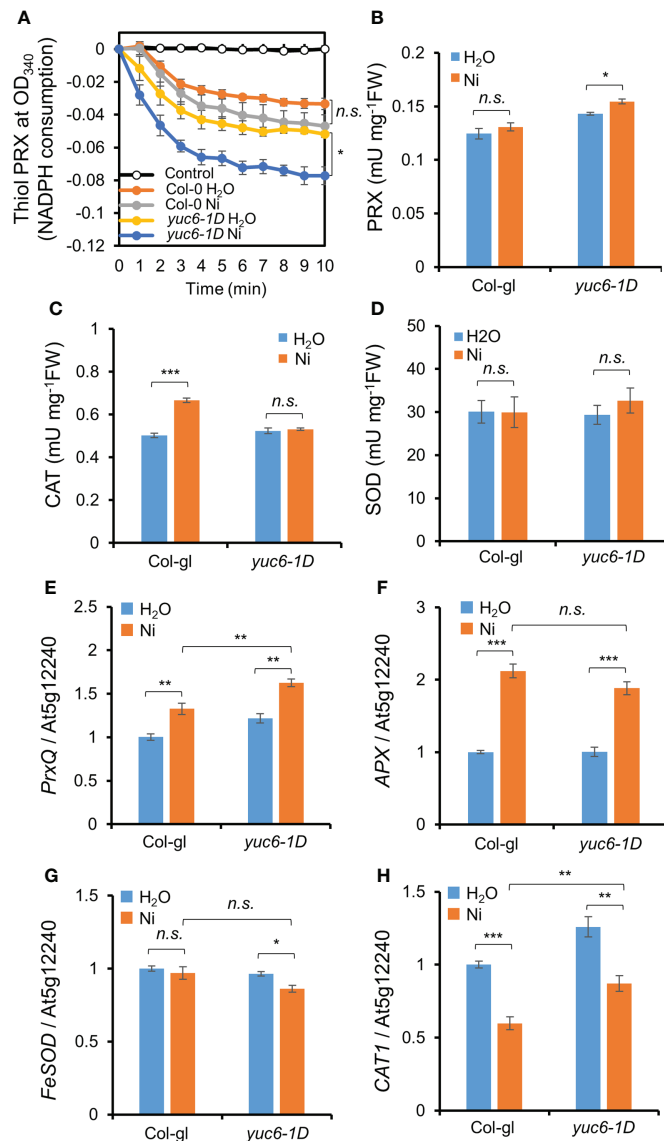 A
Thiol PRX at OD340
(NADPH consumption)
0
-0.02
-0.04
-0.06
-0.08
-0.1
-0.12
n.s.
*
Control
Col-0 H2O
Col-0 Ni
yuc6-1D H2O
yuc6-1D Ni
0 1 2 3 4 5 6 7 8 9 10
Time (min)
B
PRX (mU mg-1FW)
0.2
0.15
0.1
0.05
0
H2O
Ni
n.s.
*
Col-gl yuc6-1D
C
CAT (mU mg-1FW)
1
0.8
0.6
0.4
0.2
0
H2O
Ni
***
n.s.
Col-gl yuc6-1D
D
SOD (mU mg-1FW)
60
50
40
30
20
10
0
H2O
Ni
n.s.
n.s.
Col-gl yuc6-1D
E
PrxQ / At5g12240
2.5
2
1.5
1
0.5
0
H2O
Ni
**
**
**
Col-gl yuc6-1D
F
APX / At5g12240
3
2
1
0
H2O
Ni
n.s.
***
***
Col-gl yuc6-1D
G
FeSOD / At5g12240
1.5
1
0.5
0
H2O
Ni
n.s.
n.s.
*
Col-gl yuc6-1D
H
CAT1 / At5g12240
1.5
1
0.5
0
H2O
Ni
**
***
**
Col-gl yuc6-1D